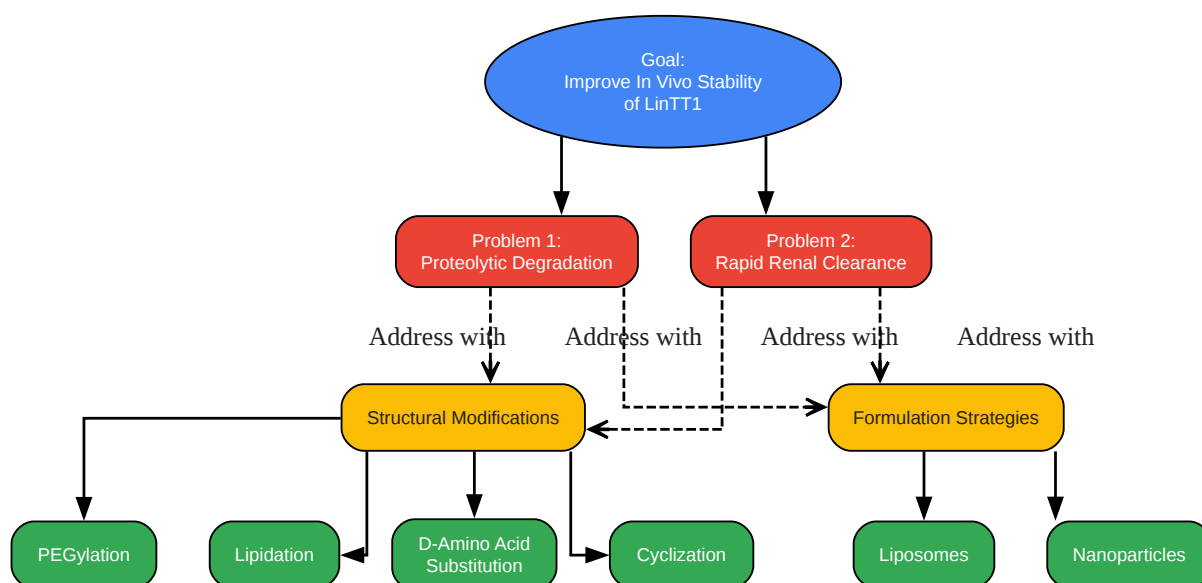 Goal:
Improve In Vivo Stability
of LinTT1
Problem 1:
Proteolytic Degradation
Problem 2:
Rapid Renal Clearance
Address with
Address with
Address with
Address with
Structural Modifications
Formulation Strategies
PEGylation
Lipidation
D-Amino Acid
Substitution
Cyclization
Liposomes
Nanoparticles